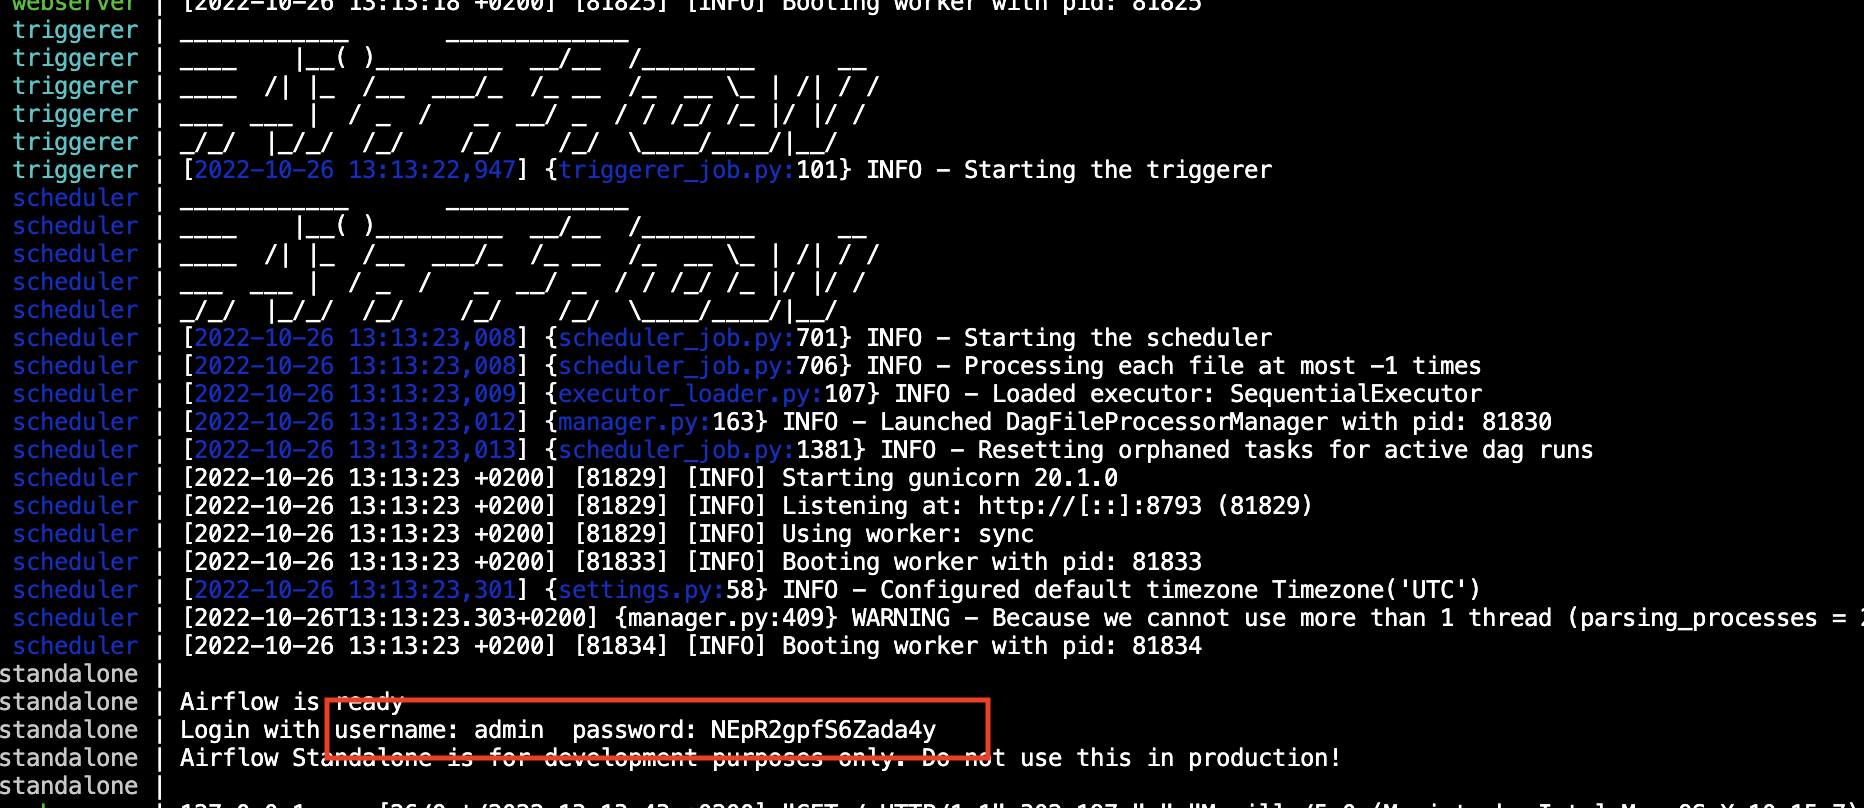 webserver | [2022-10-26 13:13:18 +0200] [81825] [INFO] Booting worker with pid: 81825
triggerer |  ____________       _____________
triggerer |  ____    |__( )_________  __/__  /________      __
triggerer |  ____  /| |_  /__  ___/_  /_ __  /_  __ \_ | /| / /
triggerer |  ___  ___ |  / _  /   _  __/ _  / / /_/ /_ |/ |/ /
triggerer |  _/_/  |_/_/  /_/    /_/    /_/  \____/____/|__/
triggerer | [2022-10-26 13:13:22,947] {triggerer_job.py:101} INFO - Starting the triggerer
scheduler |  ____________       _____________
scheduler |  ____    |__( )_________  __/__  /________      __
scheduler |  ____  /| |_  /__  ___/_  /_ __  /_  __ \_ | /| / /
scheduler |  ___  ___ |  / _  /   _  __/ _  / / /_/ /_ |/ |/ /
scheduler |  _/_/  |_/_/  /_/    /_/    /_/  \____/____/|__/
scheduler | [2022-10-26 13:13:23,008] {scheduler_job.py:701} INFO - Starting the scheduler
scheduler | [2022-10-26 13:13:23,008] {scheduler_job.py:706} INFO - Processing each file at most -1 times
scheduler | [2022-10-26 13:13:23,009] {executor_loader.py:107} INFO - Loaded executor: SequentialExecutor
scheduler | [2022-10-26 13:13:23,012] {manager.py:163} INFO - Launched DagFileProcessorManager with pid: 81830
scheduler | [2022-10-26 13:13:23,013] {scheduler_job.py:1381} INFO - Resetting orphaned tasks for active dag runs
scheduler | [2022-10-26 13:13:23 +0200] [81829] [INFO] Starting gunicorn 20.1.0
scheduler | [2022-10-26 13:13:23 +0200] [81829] [INFO] Listening at: http://[::]:8793 (81829)
scheduler | [2022-10-26 13:13:23 +0200] [81829] [INFO] Using worker: sync
scheduler | [2022-10-26 13:13:23 +0200] [81833] [INFO] Booting worker with pid: 81833
scheduler | [2022-10-26 13:13:23,301] {settings.py:58} INFO - Configured default timezone Timezone('UTC')
scheduler | [2022-10-26T13:13:23.303+0200] {manager.py:409} WARNING - Because we cannot use more than 1 thread (parsing_processes =
scheduler | [2022-10-26 13:13:23 +0200] [81834] [INFO] Booting worker with pid: 81834
standalone |
standalone | Airflow is ready
standalone | Login with username: admin  password: NEpR2gpfS6Zada4y
standalone | Airflow Standalone is for development purposes only. Do not use this in production!
standalone |